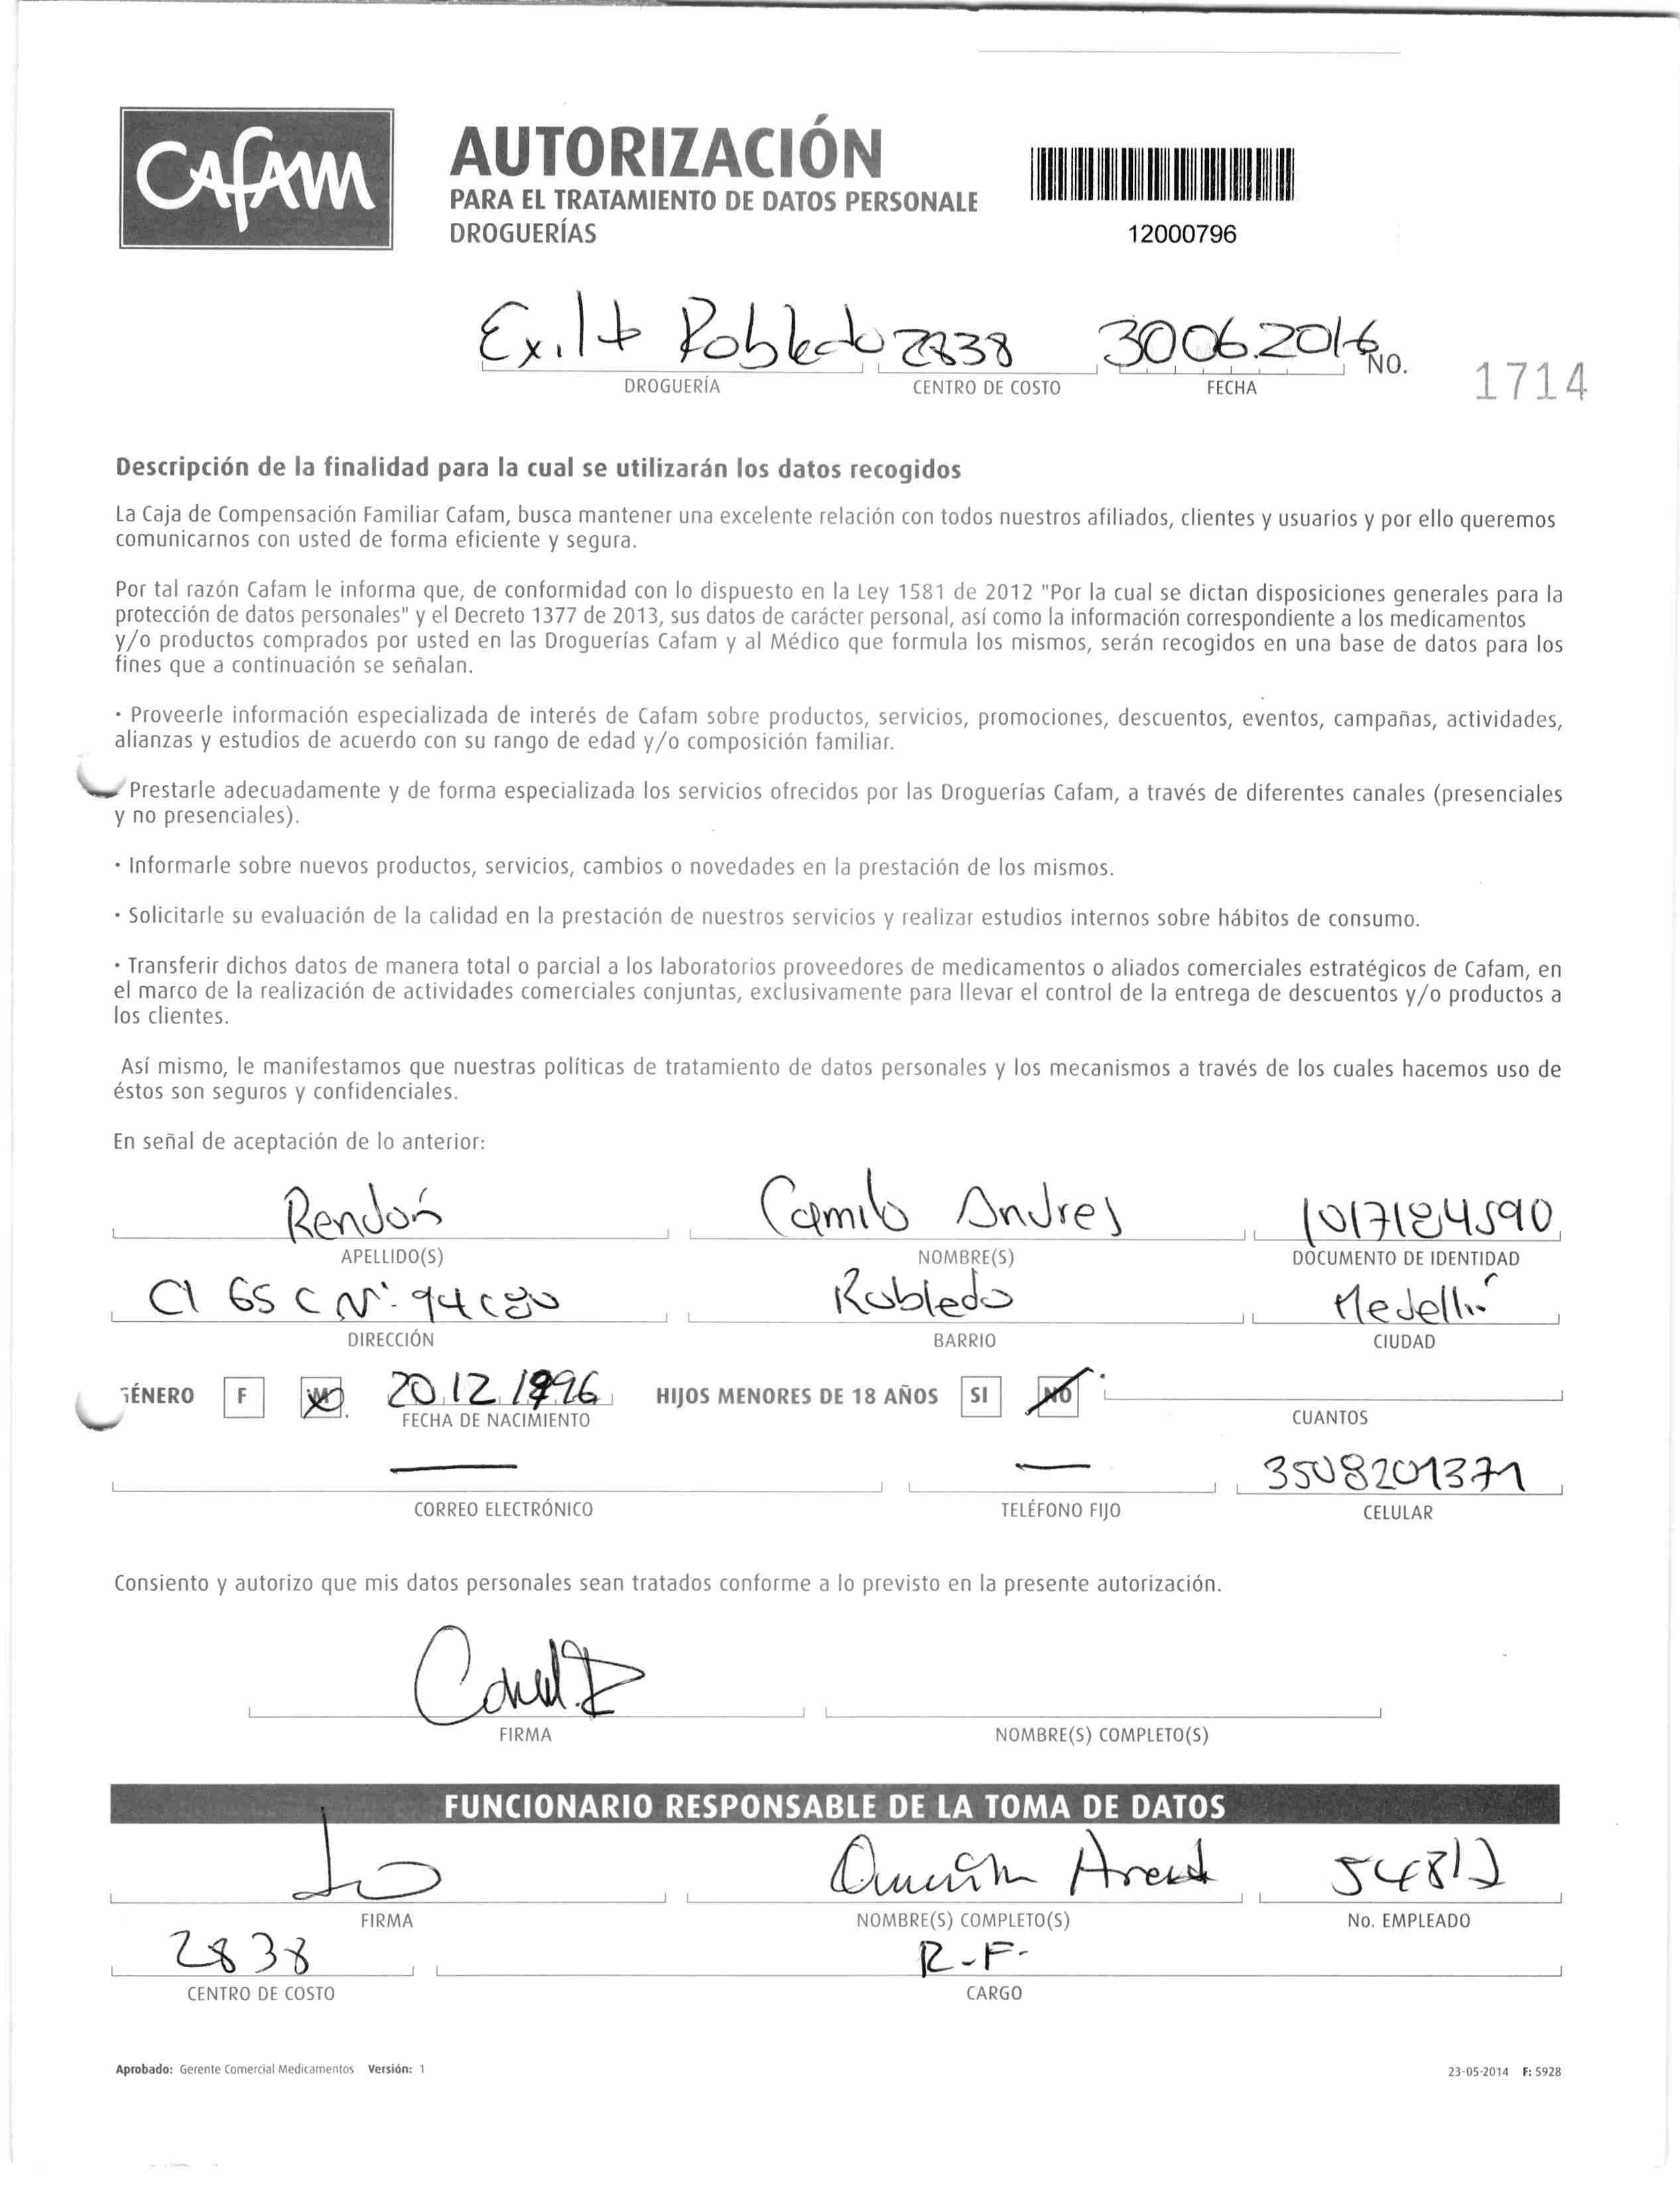 CAFAM
AUTORIZACIÓN
PARA EL TRATAMIENTO DE DATOS PERSONALE
DROGUERÍAS
12000796
Exito Robledo 2838 30 06 2016
DROGUERÍA CENTRO DE COSTO FECHA NO. 1714
Descripción de la finalidad para la cual se utilizarán los datos recogidos
La Caja de Compensación Familiar Cafam, busca mantener una excelente relación con todos nuestros afiliados, clientes y usuarios y por ello queremos
comunicarnos con usted de forma eficiente y segura.
Por tal razón Cafam le informa que, de conformidad con lo dispuesto en la Ley 1581 de 2012 "Por la cual se dictan disposiciones generales para la
protección de datos personales" y el Decreto 1377 de 2013, sus datos de carácter personal, así como la información correspondiente a los medicamentos
y/o productos comprados por usted en las Droguerías Cafam y al Médico que formula los mismos, serán recogidos en una base de datos para los
fines que a continuación se señalan.
· Proveerle información especializada de interés de Cafam sobre productos, servicios, promociones, descuentos, eventos, campañas, actividades,
alianzas y estudios de acuerdo con su rango de edad y/o composición familiar.
Prestarle adecuadamente y de forma especializada los servicios ofrecidos por las Droguerías Cafam, a través de diferentes canales (presenciales
y no presenciales).
· Informarle sobre nuevos productos, servicios, cambios o novedades en la prestación de los mismos.
· Solicitarle su evaluación de la calidad en la prestación de nuestros servicios y realizar estudios internos sobre hábitos de consumo.
· Transferir dichos datos de manera total o parcial a los laboratorios proveedores de medicamentos o aliados comerciales estratégicos de Cafam, en
el marco de la realización de actividades comerciales conjuntas, exclusivamente para llevar el control de la entrega de descuentos y/o productos a
los clientes.
Así mismo, le manifestamos que nuestras políticas de tratamiento de datos personales y los mecanismos a través de los cuales hacemos uso de
éstos son seguros y confidenciales.
En señal de aceptación de lo anterior:
Rendón Camilo Andres 1017184590
APELLIDO(S) NOMBRE(S) DOCUMENTO DE IDENTIDAD
Cl 65 C N°. 94 C 80 Robledo Medellín
DIRECCIÓN BARRIO CIUDAD
GÉNERO F M 20.12.1996 HIJOS MENORES DE 18 AÑOS SI NO
FECHA DE NACIMIENTO CUANTOS
— — 3508201371
CORREO ELECTRÓNICO TELÉFONO FIJO CELULAR
Consiento y autorizo que mis datos personales sean tratados conforme a lo previsto en la presente autorización.
FIRMA NOMBRE(S) COMPLETO(S)
FUNCIONARIO RESPONSABLE DE LA TOMA DE DATOS
FIRMA NOMBRE(S) COMPLETO(S) No. EMPLEADO
2838 R.F.
CENTRO DE COSTO CARGO
Aprobado: Gerente Comercial Medicamentos Versión: 1 23-05-2014 F: 5928